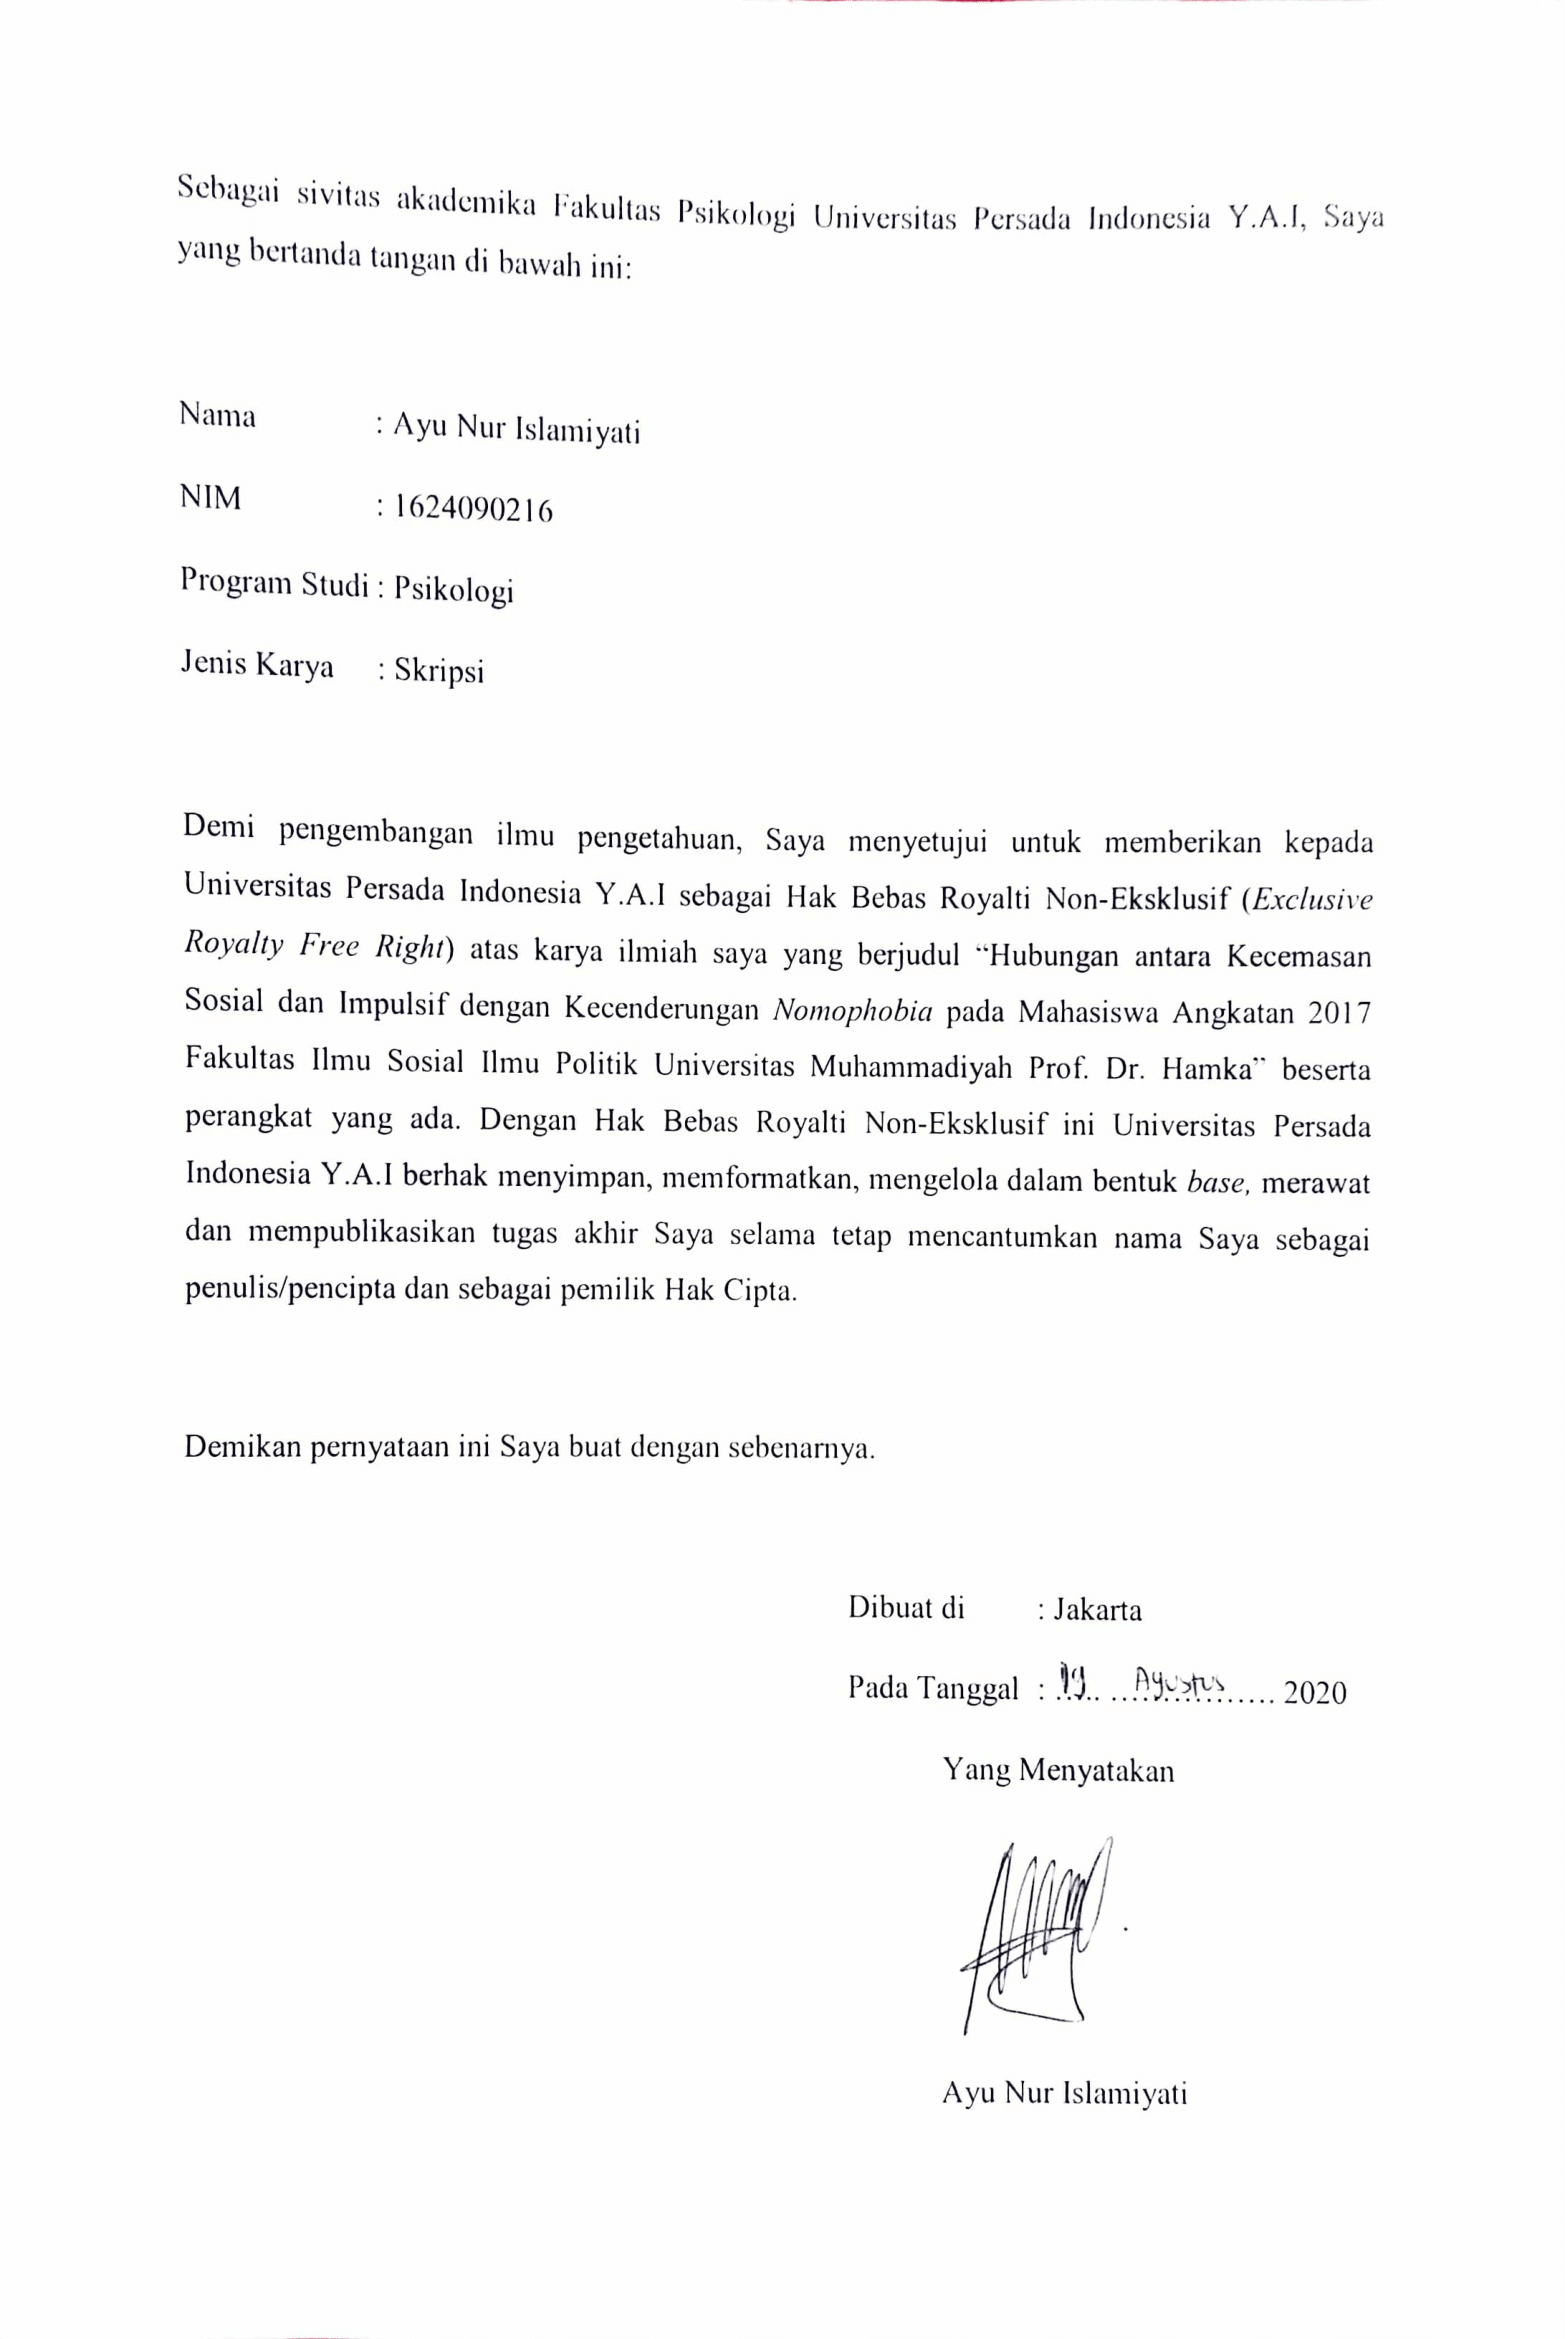 Sebagai sivitas akademika Fakultas Psikologi Universitas Persada Indonesia Y.A.I, Saya
yang bertanda tangan di bawah ini:
Nama : Ayu Nur Islamiyati
NIM : 1624090216
Program Studi : Psikologi
Jenis Karya : Skripsi
Demi pengembangan ilmu pengetahuan, Saya menyetujui untuk memberikan kepada
Universitas Persada Indonesia Y.A.I sebagai Hak Bebas Royalti Non-Eksklusif (Exclusive
Royalty Free Right) atas karya ilmiah saya yang berjudul “Hubungan antara Kecemasan
Sosial dan Impulsif dengan Kecenderungan Nomophobia pada Mahasiswa Angkatan 2017
Fakultas Ilmu Sosial Ilmu Politik Universitas Muhammadiyah Prof. Dr. Hamka” beserta
perangkat yang ada. Dengan Hak Bebas Royalti Non-Eksklusif ini Universitas Persada
Indonesia Y.A.I berhak menyimpan, memformatkan, mengelola dalam bentuk base, merawat
dan mempublikasikan tugas akhir Saya selama tetap mencantumkan nama Saya sebagai
penulis/pencipta dan sebagai pemilik Hak Cipta.
Demikan pernyataan ini Saya buat dengan sebenarnya.
Dibuat di : Jakarta
Pada Tanggal : Agustus 2020
Yang Menyatakan
Ayu Nur Islamiyati